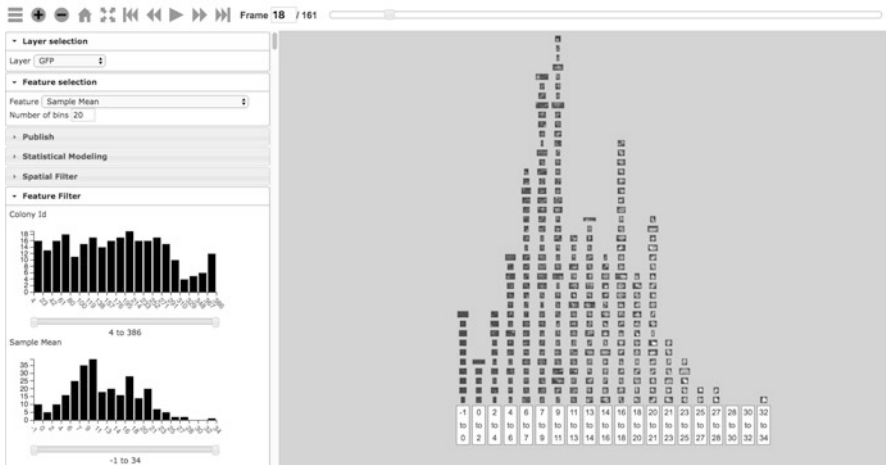 Frame 18 / 161
Layer selection
Layer GFP
Feature selection
Feature Sample Mean
Number of bins 20
Publish
Statistical Modeling
Spatial Filter
Feature Filter
Colony Id
18
16
14
12
10
8
6
4
2
0
4 to 386
Sample Mean
35
30
25
20
15
10
5
0
-1 to 34
-1 0 2 4 6 7 9 11 13 14 16 18 20 21 23 25 27 28 30 32
to to to to to to to to to to to to to to to to to to to to
0 2 4 6 7 9 11 13 14 16 18 20 21 23 25 27 28 30 32 34